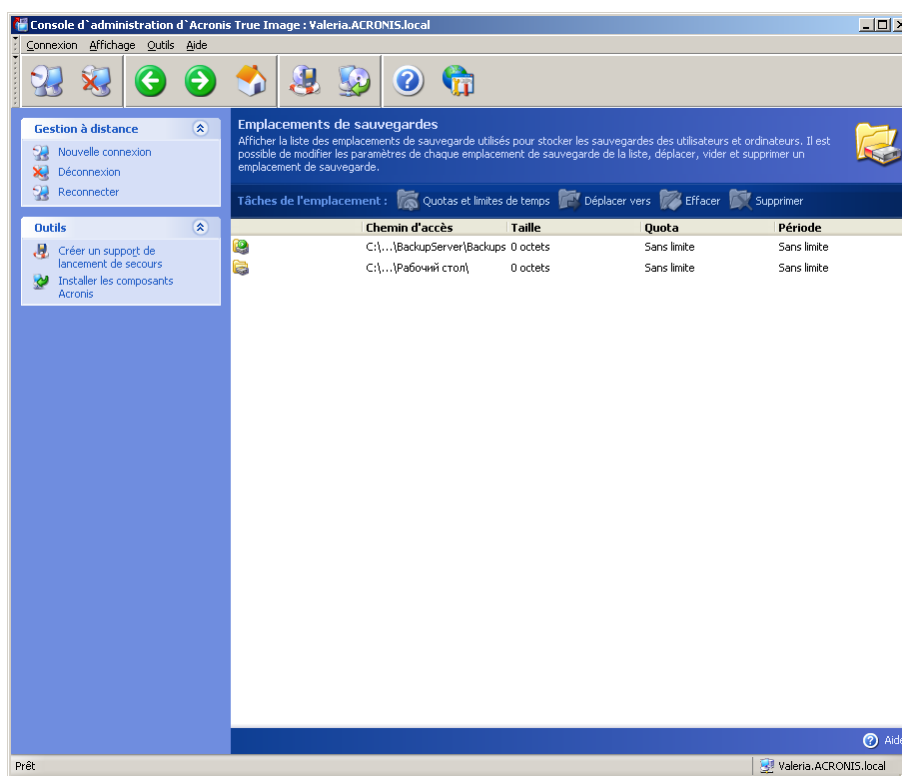 Console d`administration d`Acronis True Image : Valeria.ACRONIS.local
Connexion Affichage Outils Aide
Gestion à distance
Nouvelle connexion
Déconnexion
Reconnecter
Outils
Créer un support de
lancement de secours
Installer les composants
Acronis
Emplacements de sauvegardes
Afficher la liste des emplacements de sauvegarde utilisés pour stocker les sauvegardes des utilisateurs et ordinateurs. Il est
possible de modifier les paramètres de chaque emplacement de sauvegarde de la liste, déplacer, vider et supprimer un
emplacement de sauvegarde.
Tâches de l'emplacement : Quotas et limites de temps Déplacer vers Effacer Supprimer
Chemin d'accès Taille Quota Période
C:\...\BackupServer\Backups 0 octets Sans limite Sans limite
C:\...\Рабочий стол\ 0 octets Sans limite Sans limite
Aide
Prêt Valeria.ACRONIS.local